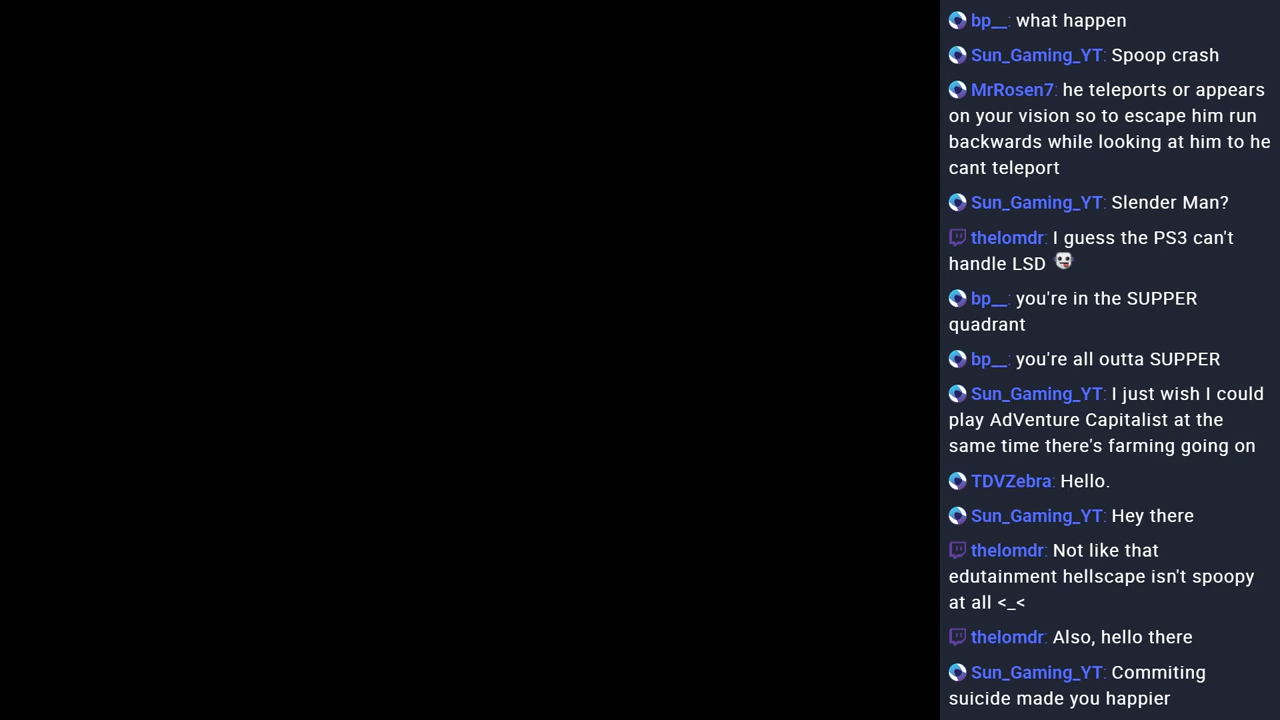 bp__: what happen
Sun_Gaming_YT: Spoop crash
MrRosen7: he teleports or appears
on your vision so to escape him run
backwards while looking at him to he
cant teleport
Sun_Gaming_YT: Slender Man?
thelomdr: I guess the PS3 can't
handle LSD
bp__: you're in the SUPPER
quadrant
bp__: you're all outta SUPPER
Sun_Gaming_YT: I just wish I could
play AdVenture Capitalist at the
same time there's farming going on
TDVZebra: Hello.
Sun_Gaming_YT: Hey there
thelomdr: Not like that
edutainment hellscape isn't spoopy
at all <_<
thelomdr: Also, hello there
Sun_Gaming_YT: Commiting
suicide made you happier